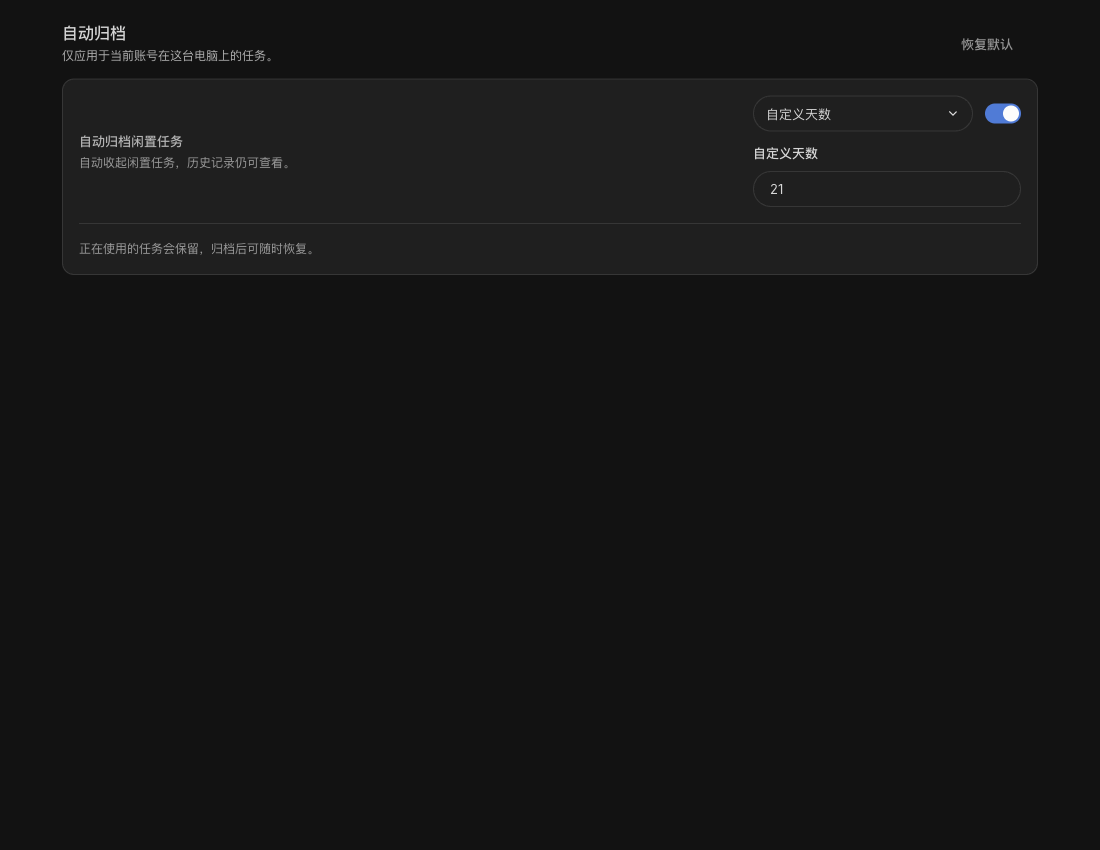 自动归档
仅应用于当前账号在这台电脑上的任务。
恢复默认
自动归档闲置任务
自动收起闲置任务，历史记录仍可查看。
自定义天数
自定义天数
21
正在使用的任务会保留，归档后可随时恢复。